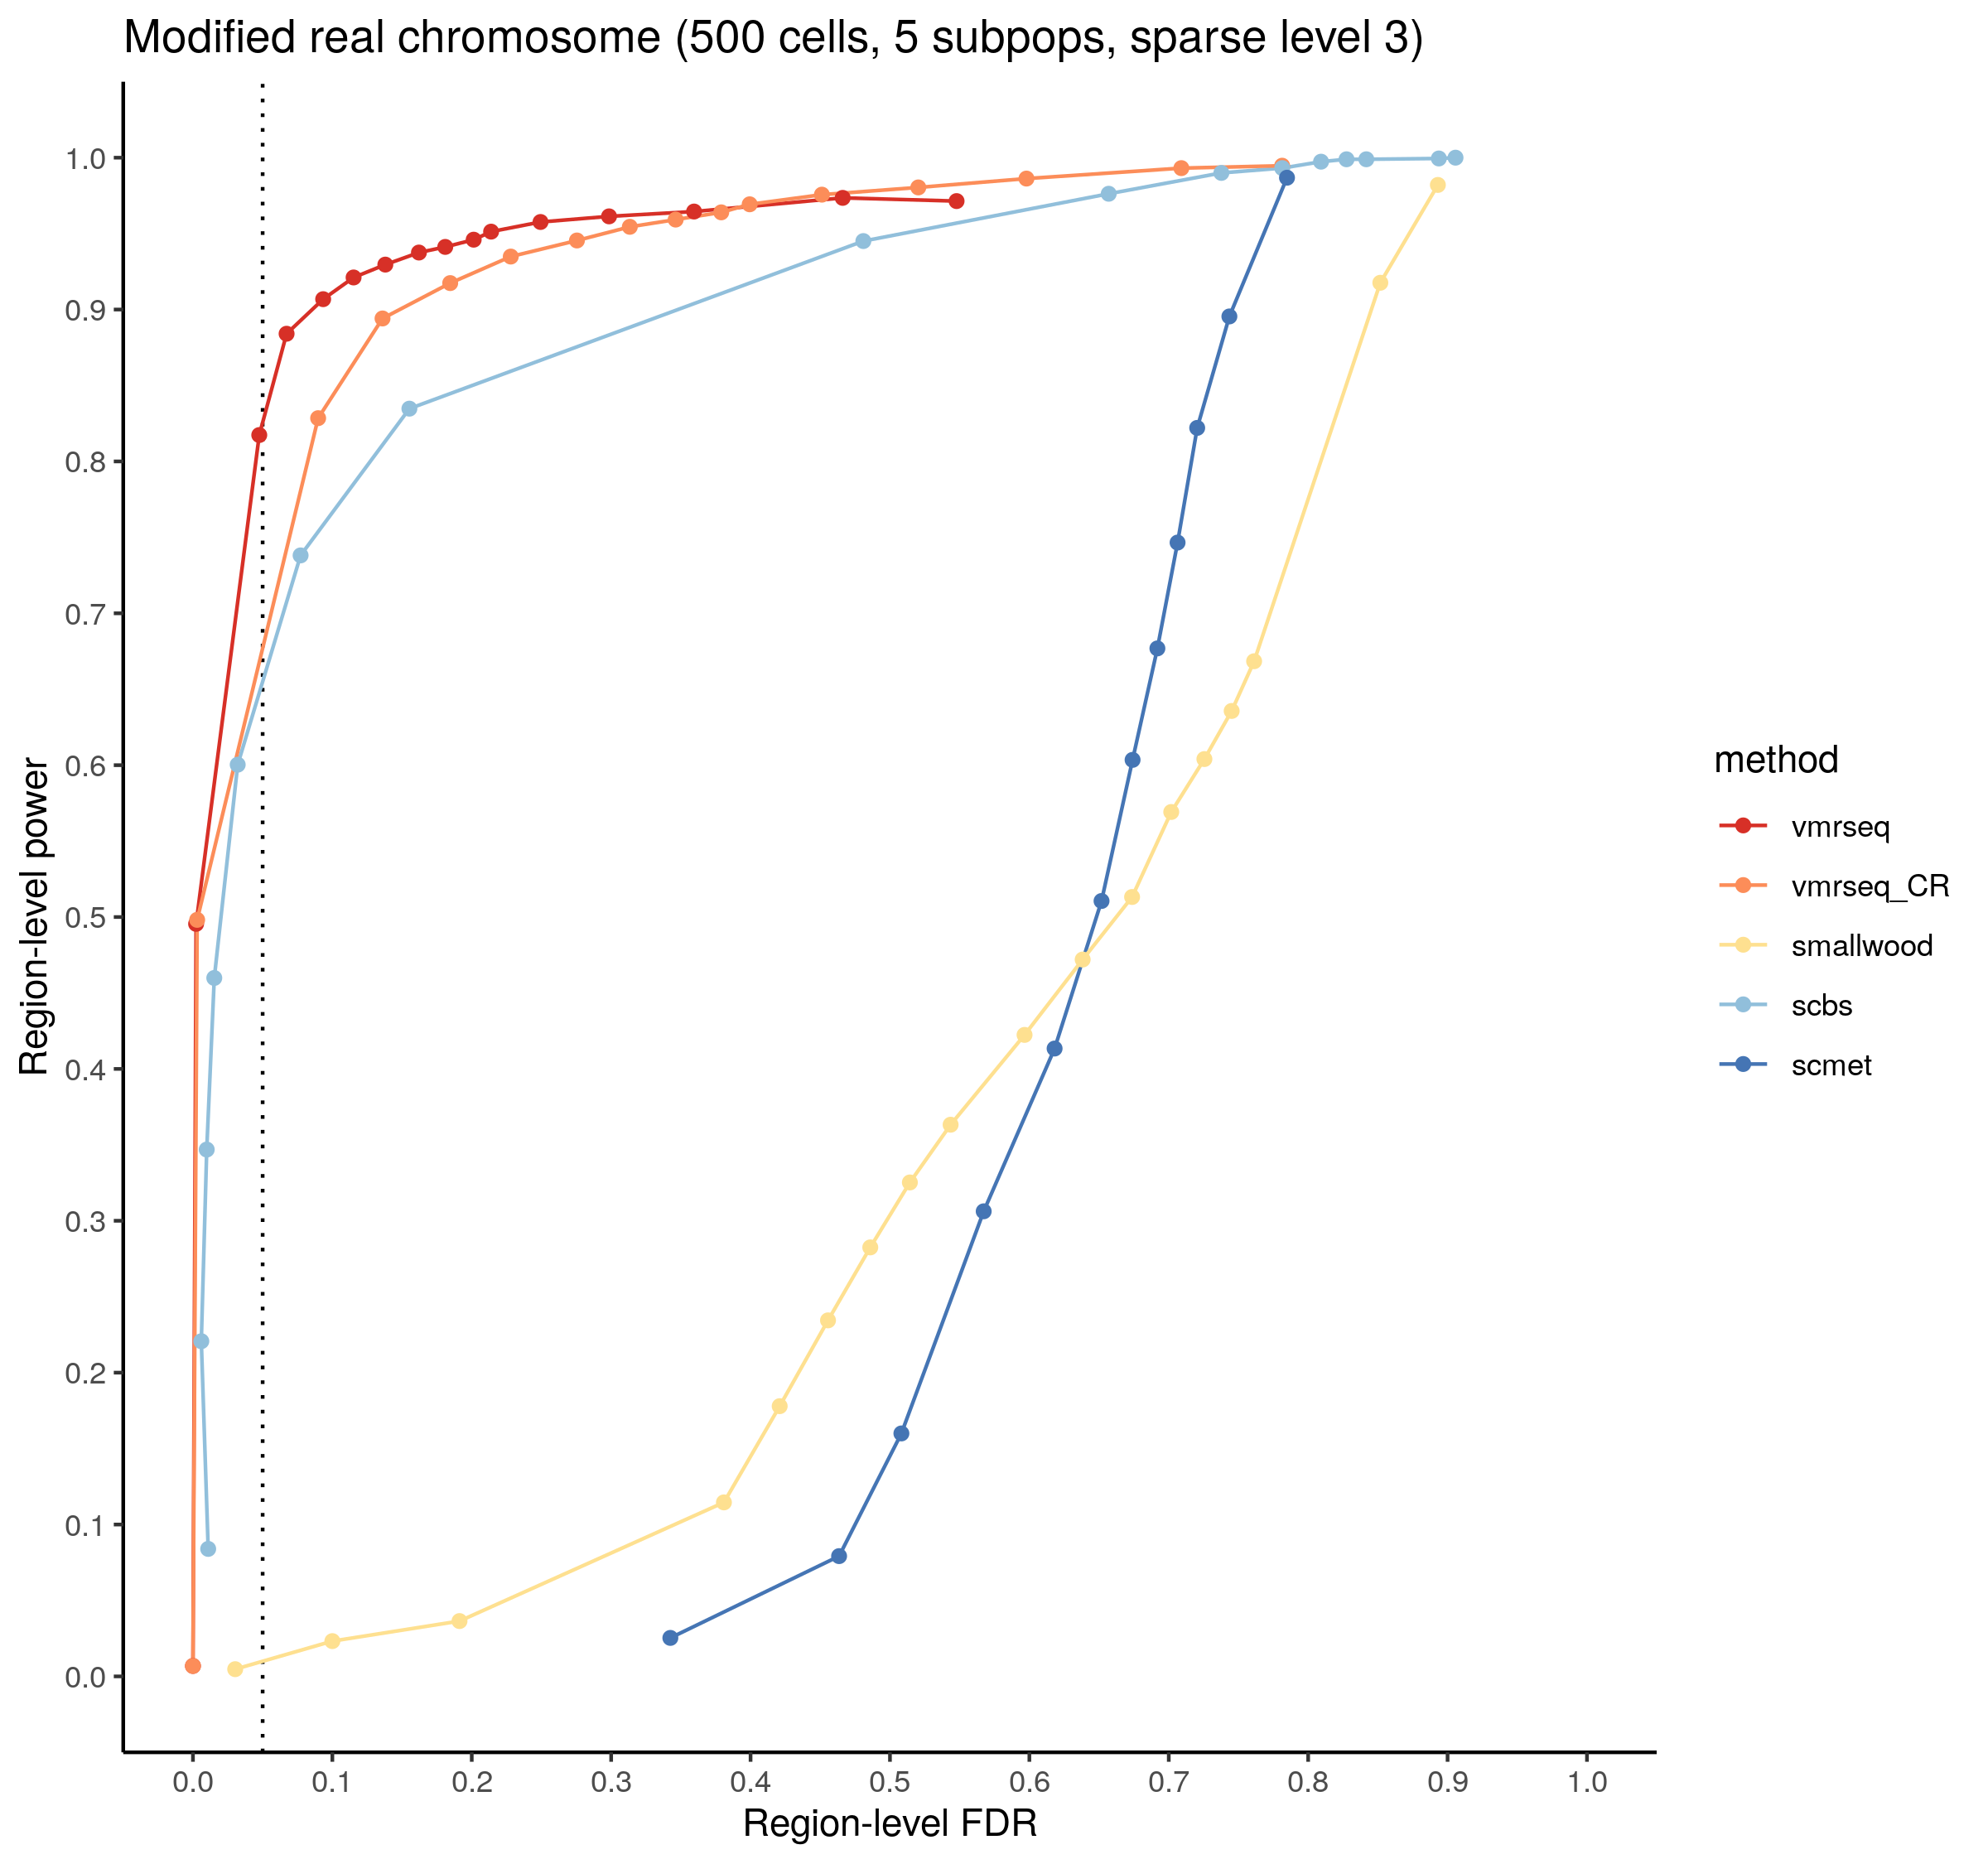 Modified real chromosome (500 cells, 5 subpops, sparse level 3)
Region-level power
1.0
0.9
0.8
0.7
0.6
0.5
0.4
0.3
0.2
0.1
0.0
0.0 0.1 0.2 0.3 0.4 0.5 0.6 0.7 0.8 0.9 1.0
Region-level FDR
method
vmrseq
vmrseq_CR
smallwood
scbs
scmet